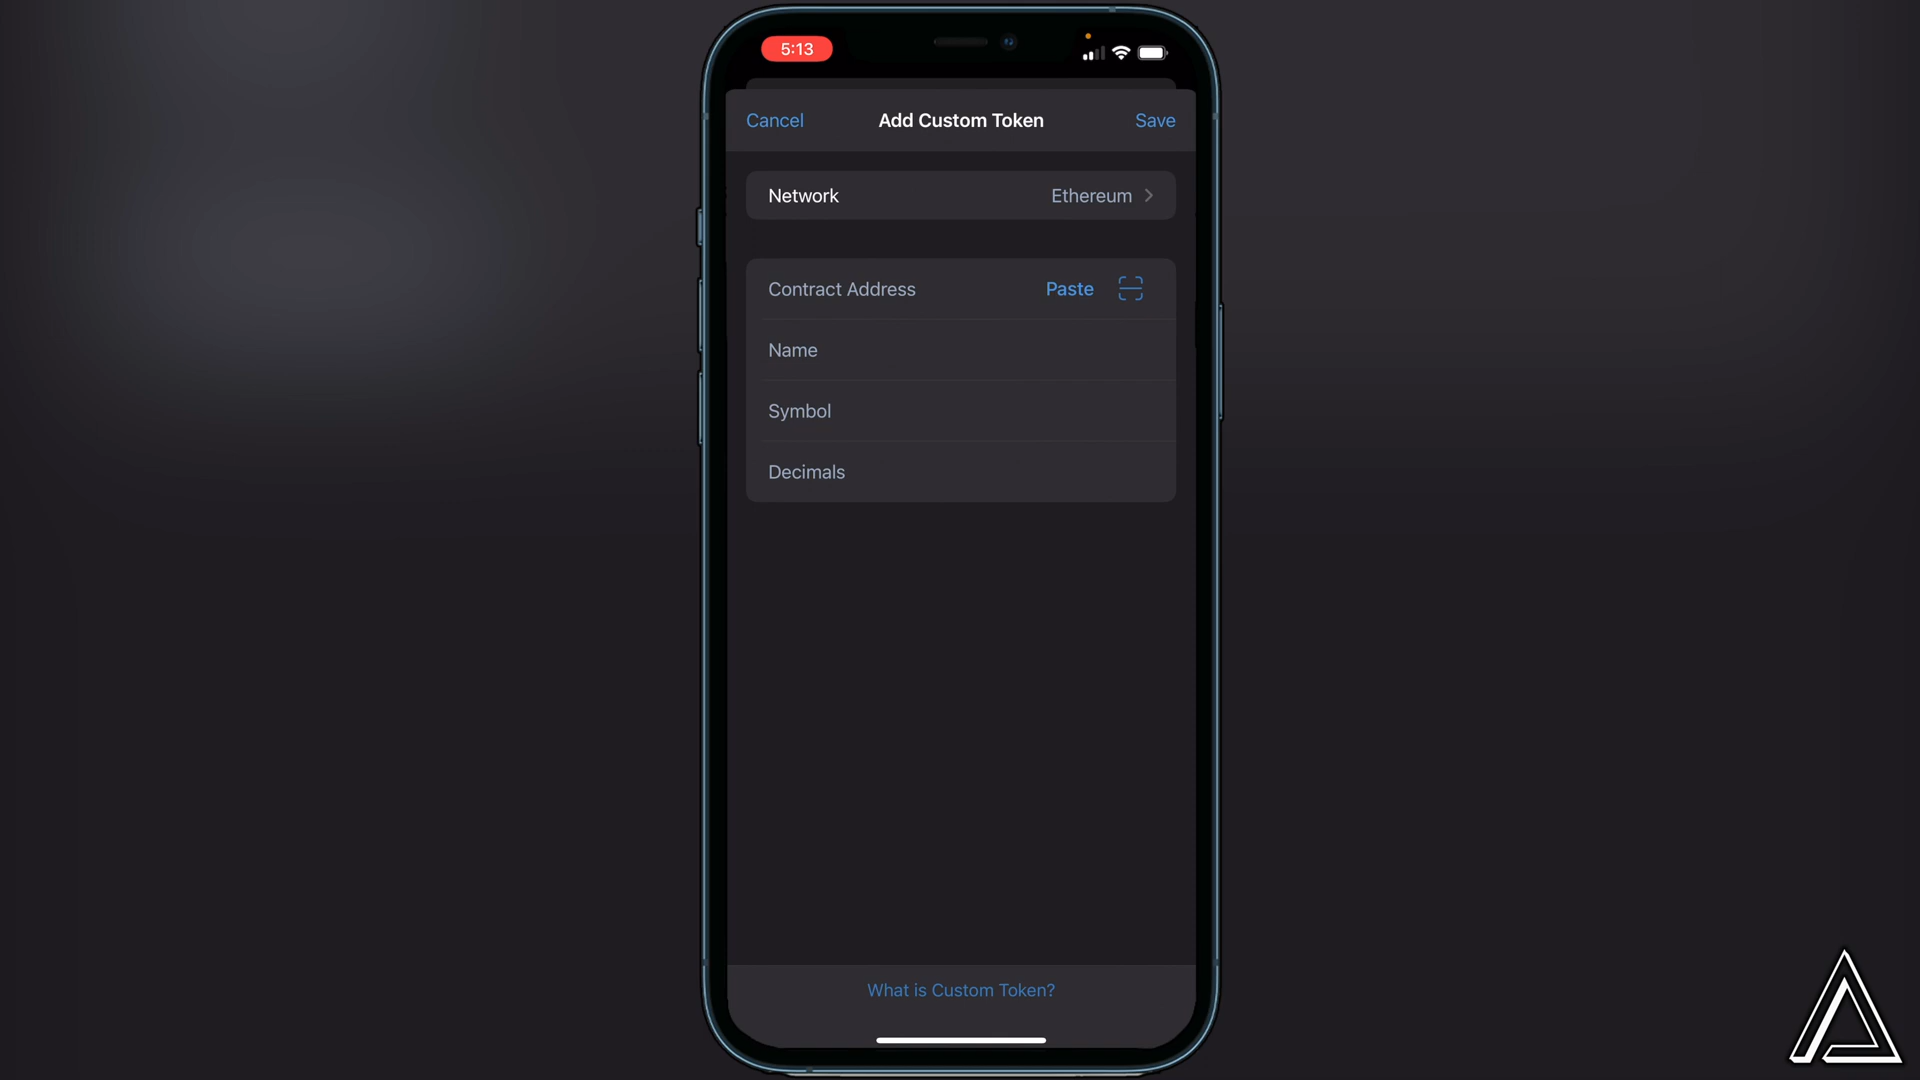 5:13
Cancel Add Custom Token Save
Network Ethereum
Contract Address Paste
Name
Symbol
Decimals
What is Custom Token?